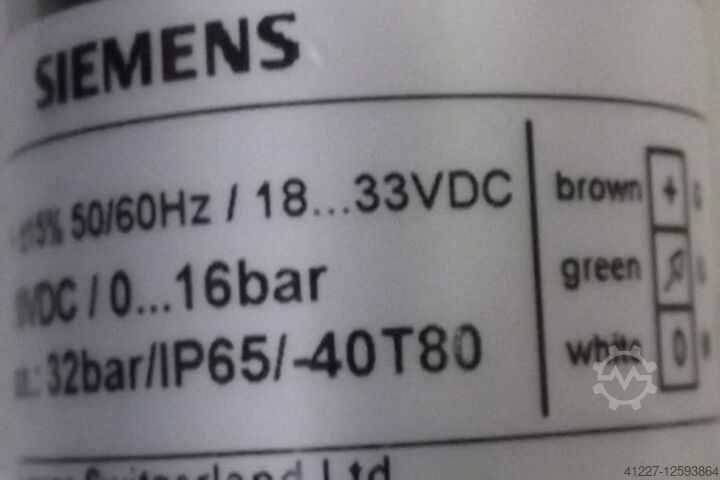 SIEMENS
5% 50/60Hz / 18...33VDC
VDC / 0...16bar
32bar/IP65/-40T80
brown +
green
white 0
Switzerland Ltd
41227-12593864